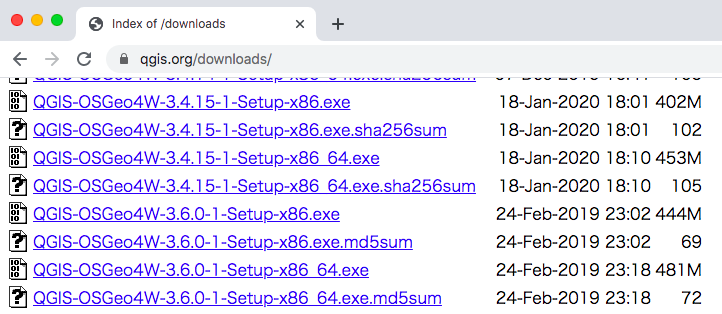 Index of /downloads/
qgis.org/downloads/
QGIS-OSGeo4W-3.4.15-1-Setup-x86.exe 18-Jan-2020 18:01 402M
QGIS-OSGeo4W-3.4.15-1-Setup-x86.exe.sha256sum 18-Jan-2020 18:01 102
QGIS-OSGeo4W-3.4.15-1-Setup-x86_64.exe 18-Jan-2020 18:10 453M
QGIS-OSGeo4W-3.4.15-1-Setup-x86_64.exe.sha256sum 18-Jan-2020 18:10 105
QGIS-OSGeo4W-3.6.0-1-Setup-x86.exe 24-Feb-2019 23:02 444M
QGIS-OSGeo4W-3.6.0-1-Setup-x86.exe.md5sum 24-Feb-2019 23:02 69
QGIS-OSGeo4W-3.6.0-1-Setup-x86_64.exe 24-Feb-2019 23:18 481M
QGIS-OSGeo4W-3.6.0-1-Setup-x86_64.exe.md5sum 24-Feb-2019 23:18 72